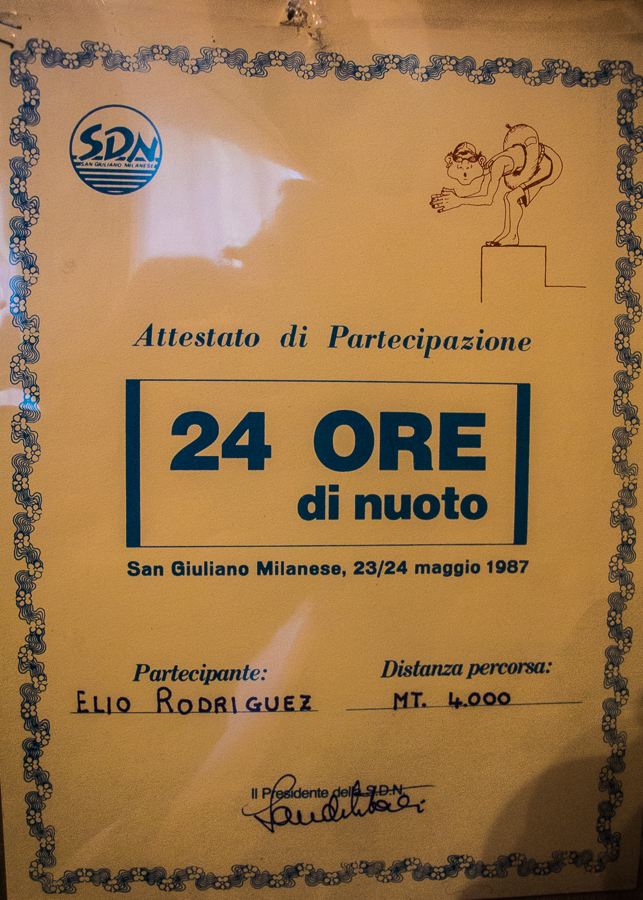 SDN
SAN GIULIANO MILANESE
Attestato di Partecipazione
24 ORE
di nuoto
San Giuliano Milanese, 23/24 maggio 1987
Partecipante:
ELIO RODRIGUEZ
Distanza percorsa:
MT. 4.000
Il Presidente della S.D.N.